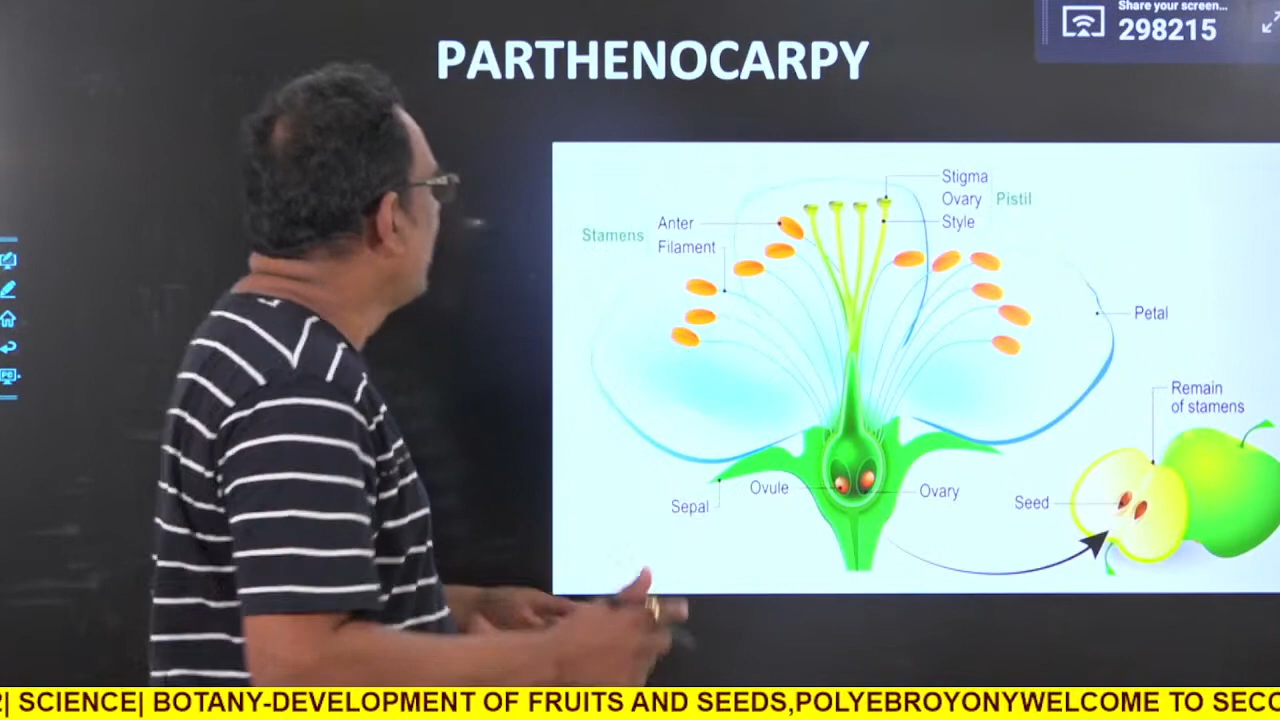 Share your screen...
298215
PARTHENOCARPY
Stigma
Ovary
Pistil
Style
Stamens
Anter
Filament
Petal
Remain
of stamens
Ovule
Ovary
Seed
Sepal
| SCIENCE| BOTANY-DEVELOPMENT OF FRUITS AND SEEDS,POLYEBROYONYWELCOME TO SECO